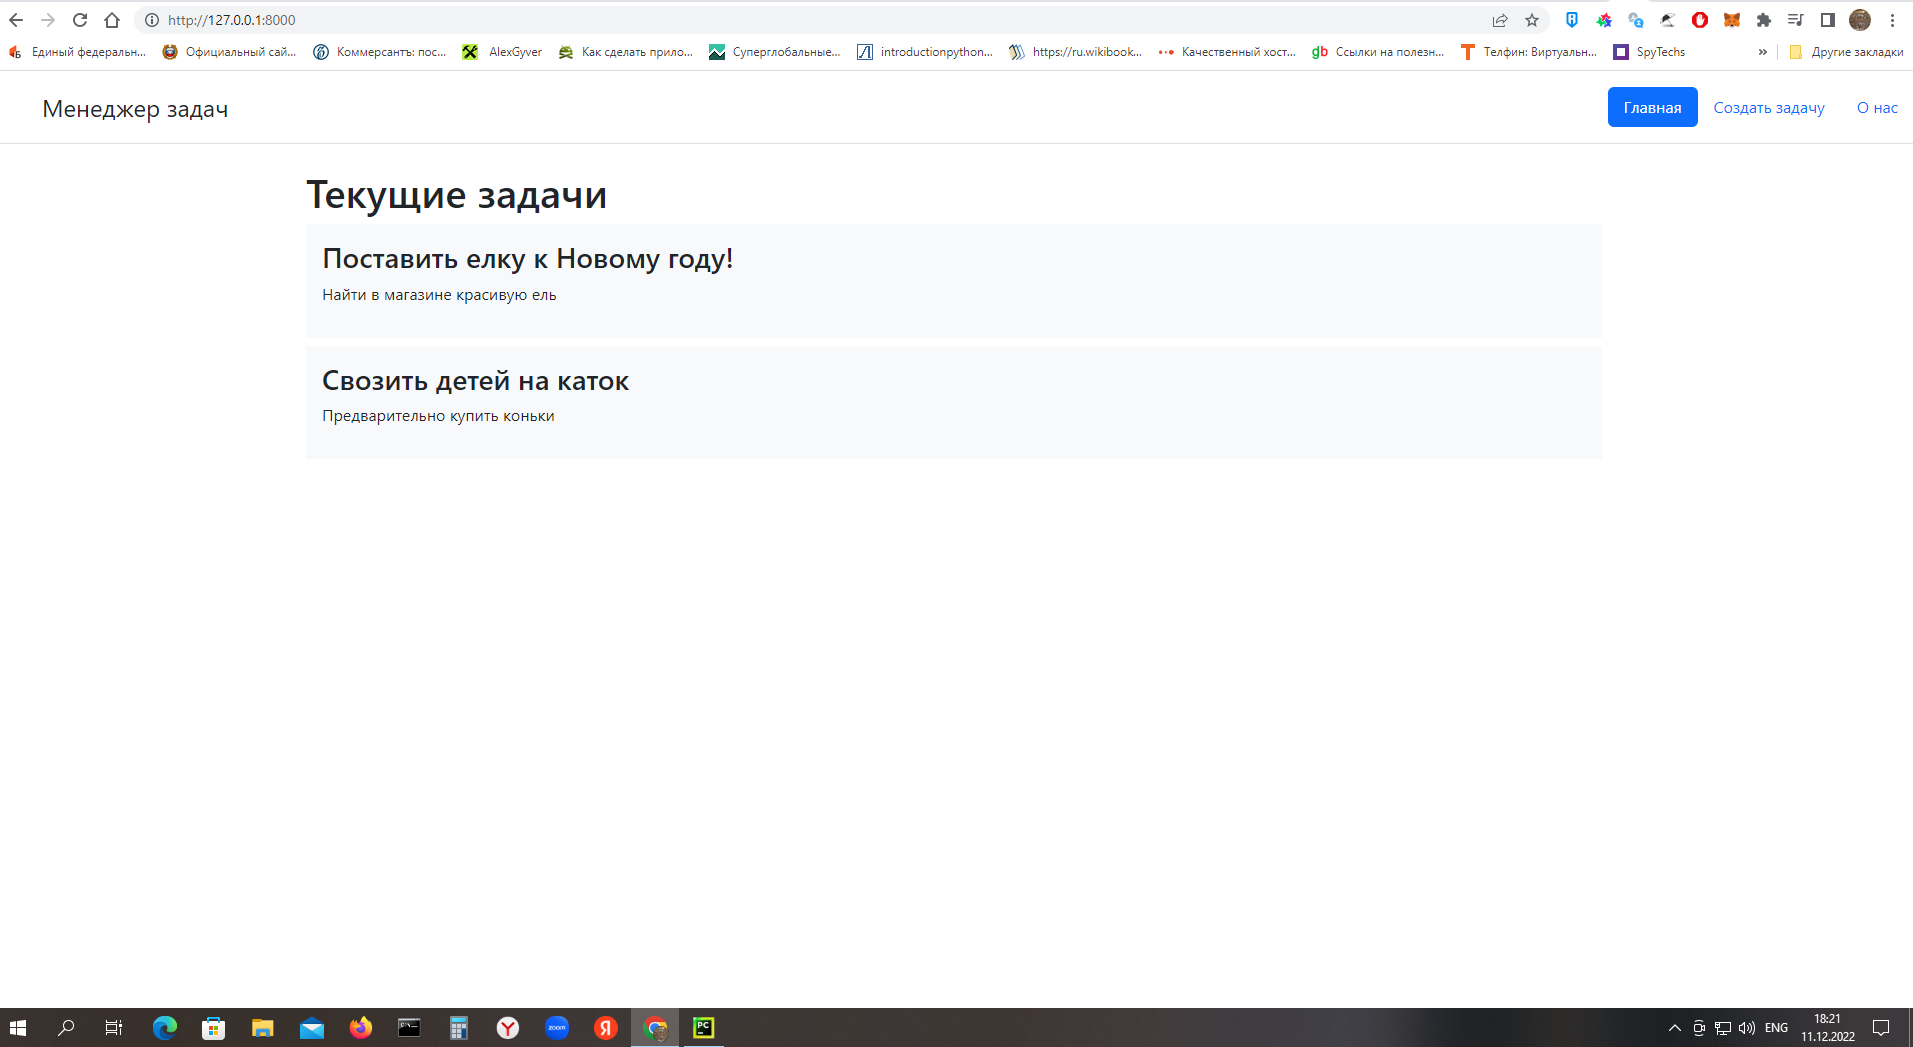 http://127.0.0.1:8000
Единый федеральн... Официальный сай... Коммерсантъ: пос... AlexGyver Как сделать прило... Суперглобальные... introductionpython... https://ru.wikibook... Качественный хост... gb Ссылки на полезн... Телфин: Виртуальн... SpyTechs » Другие закладки
Менеджер задач Главная Создать задачу О нас
Текущие задачи
Поставить елку к Новому году!
Найти в магазине красивую ель
Свозить детей на каток
Предварительно купить коньки
zoom Я PC ENG 18:21
11.12.2022